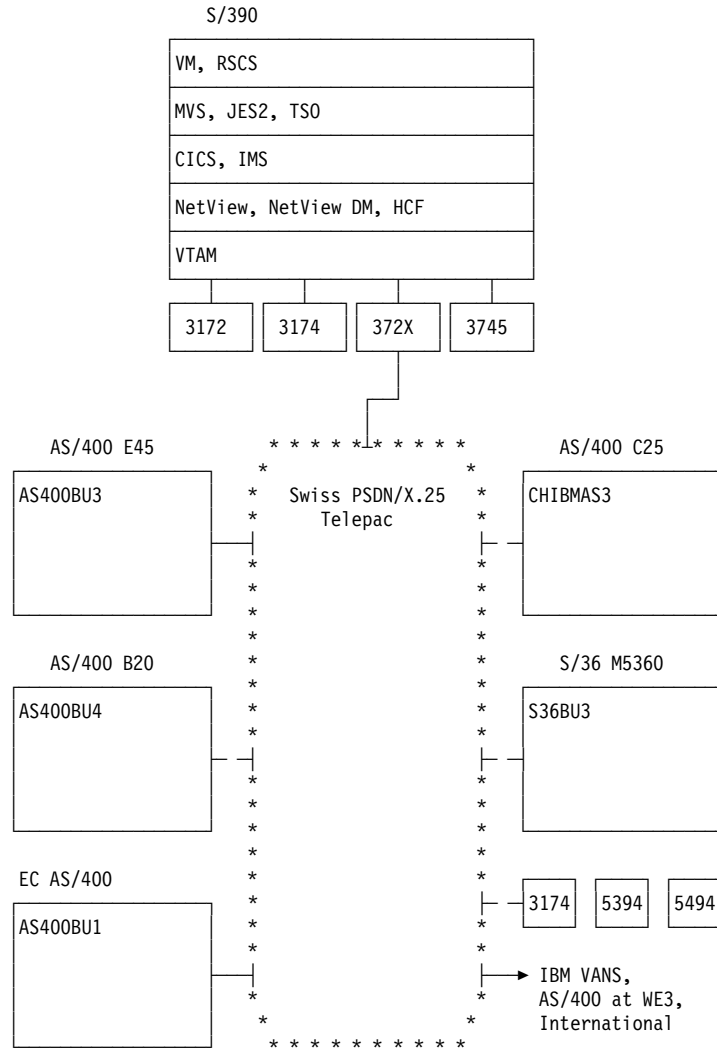 S/390
VM, RSCS
MVS, JES2, TSO
CICS, IMS
NetView, NetView DM, HCF
VTAM
3172 3174 372X 3745
AS/400 E45
AS400BU3
Swiss PSDN/X.25
Telepac
AS/400 C25
CHIBMAS3
AS/400 B20
AS400BU4
S/36 M5360
S36BU3
EC AS/400
AS400BU1
3174 5394 5494
IBM VANS,
AS/400 at WE3,
International